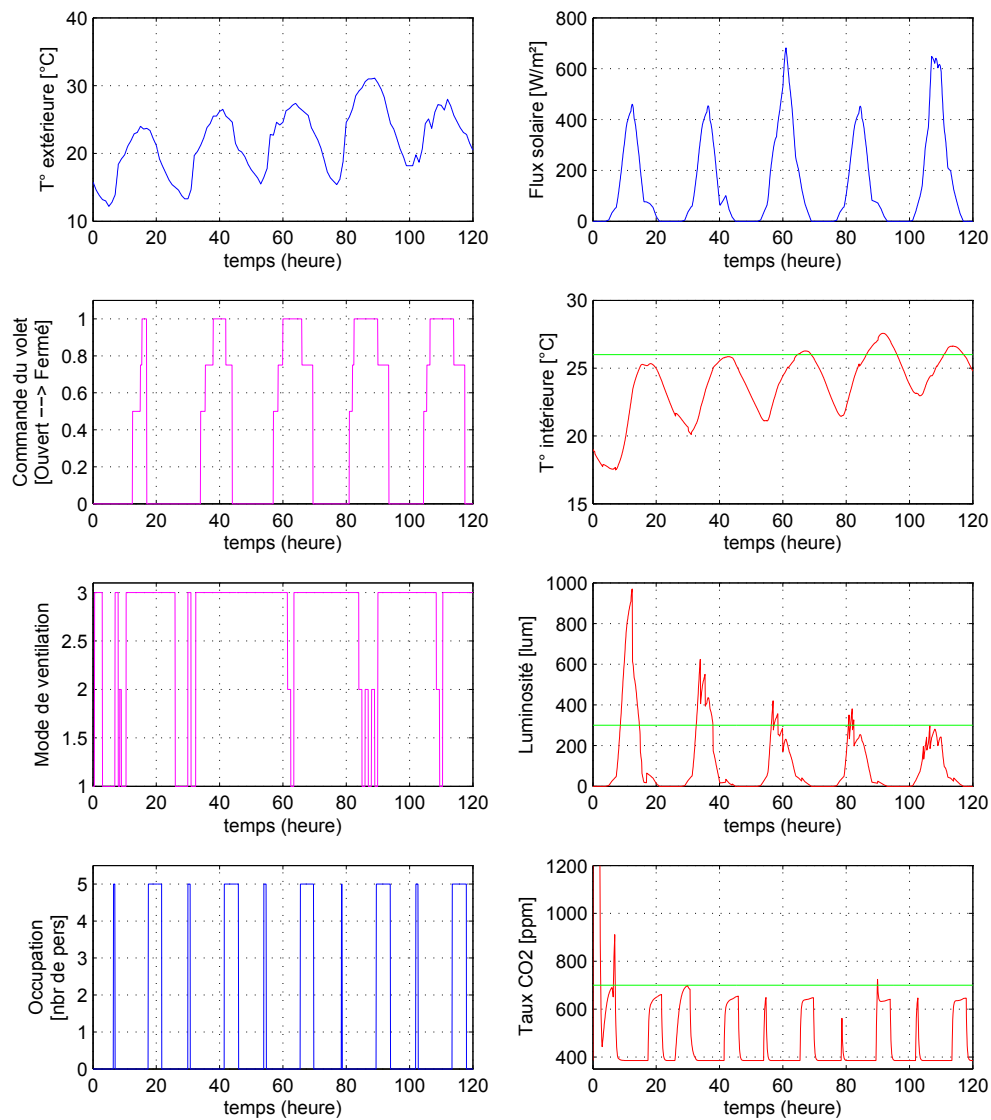 40
30
20
10
T° extérieure [°C]
0 20 40 60 80 100 120
temps (heure)
800
600
400
200
0
Flux solaire [W/m²]
0 20 40 60 80 100 120
temps (heure)
1
0.8
0.6
0.4
0.2
0
Commande du volet
[Ouvert −−> Fermé]
0 20 40 60 80 100 120
temps (heure)
30
25
20
15
T° intérieure [°C]
0 20 40 60 80 100 120
temps (heure)
3
2.5
2
1.5
1
Mode de ventilation
0 20 40 60 80 100 120
temps (heure)
1000
800
600
400
200
0
Luminosité [lum]
0 20 40 60 80 100 120
temps (heure)
5
4
3
2
1
0
Occupation
[nbr de pers]
0 20 40 60 80 100 120
temps (heure)
1200
1000
800
600
400
Taux CO2 [ppm]
0 20 40 60 80 100 120
temps (heure)